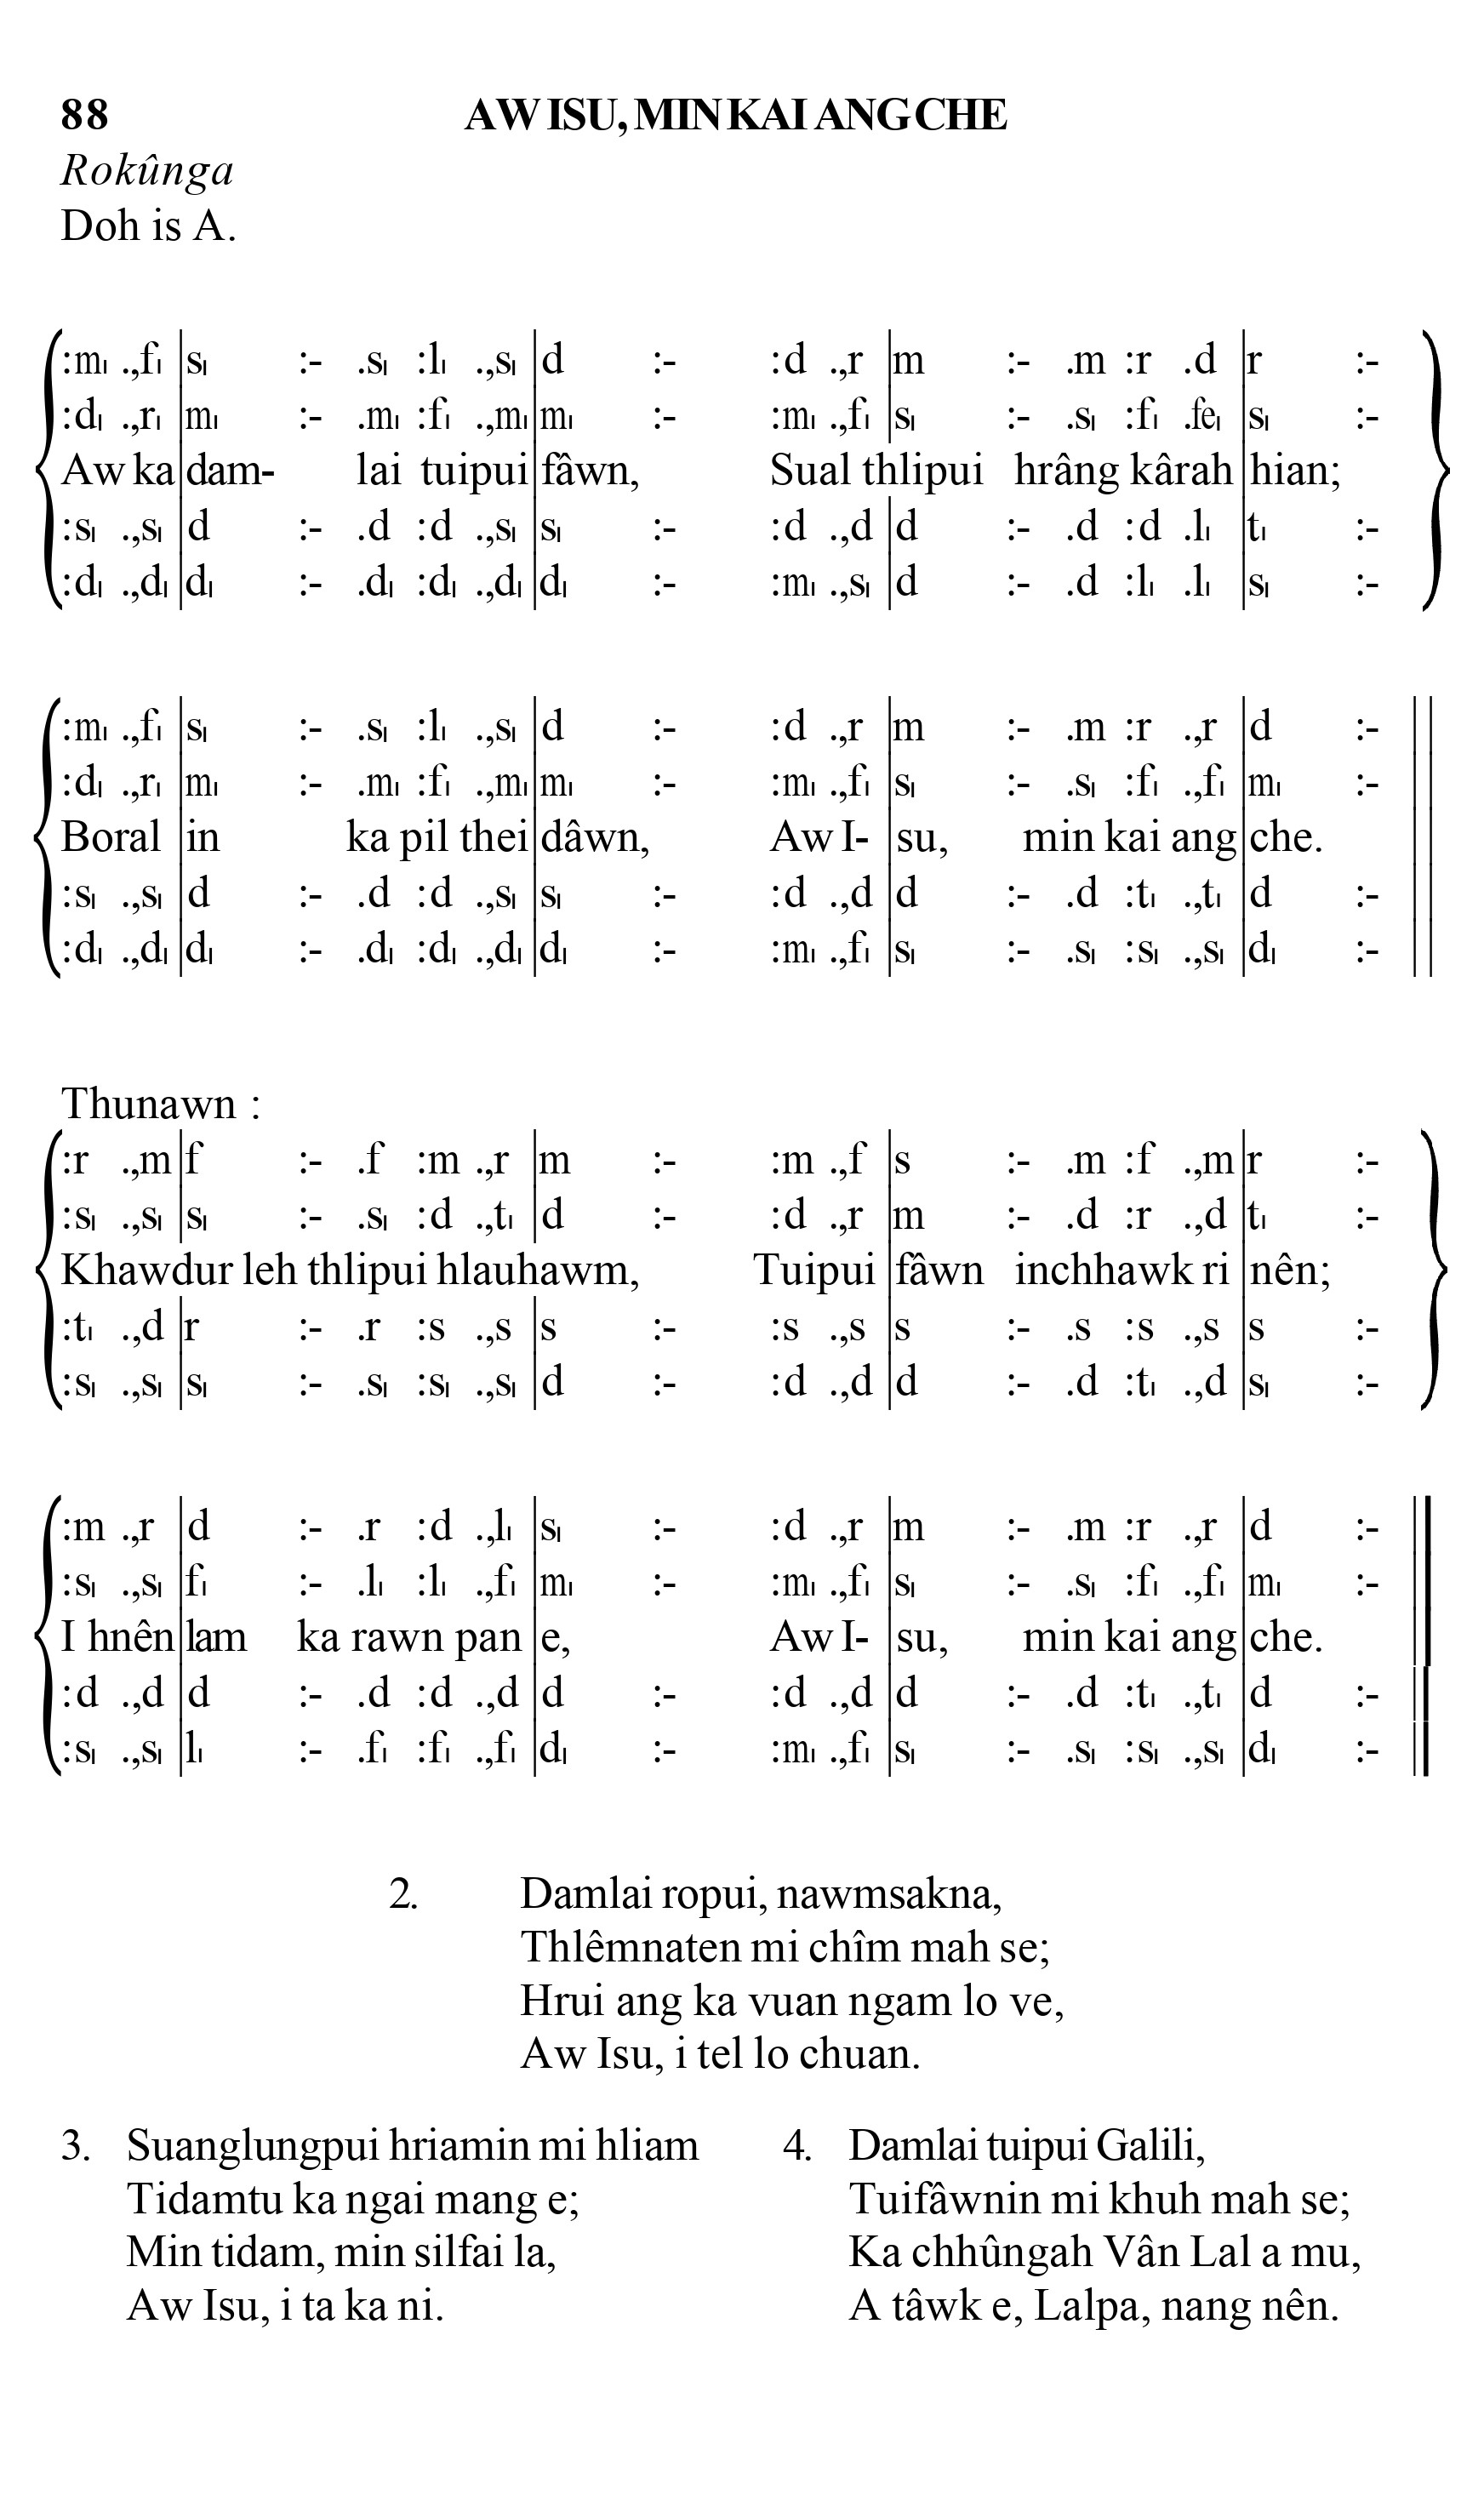 88 AW ISU, MIN KAI ANG CHE
Rokûnga
Doh is A.
:m₁ .,f₁ |s₁ :- .s₁ :l₁ .,s₁ |d :- :d .,r |m :- .m :r .d |r :-
:d₁ .,r₁ |m₁ :- .m₁ :f₁ .,m₁ |m₁ :- :m₁ .,f₁ |s₁ :- .s₁ :f₁ .fe₁ |s₁ :-
Aw ka |dam- lai tuipui |fâwn, Sual thlipui hrâng kârah |hian;
:s₁ .,s₁ |d :- .d :d .,s₁ |s₁ :- :d .,d |d :- .d :d .l₁ |t₁ :-
:d₁ .,d₁ |d₁ :- .d₁ :d₁ .,d₁ |d₁ :- :m₁ .,s₁ |d :- .d :l₁ .l₁ |s₁ :-
:m₁ .,f₁ |s₁ :- .s₁ :l₁ .,s₁ |d :- :d .,r |m :- .m :r .,r |d :- ||
:d₁ .,r₁ |m₁ :- .m₁ :f₁ .,m₁ |m₁ :- :m₁ .,f₁ |s₁ :- .s₁ :f₁ .,f₁ |m₁ :- ||
Boral |in ka pil thei |dâwn, Aw I- |su, min kai ang |che. ||
:s₁ .,s₁ |d :- .d :d .,s₁ |s₁ :- :d .,d |d :- .d :t₁ .,t₁ |d :- ||
:d₁ .,d₁ |d₁ :- .d₁ :d₁ .,d₁ |d₁ :- :m₁ .,f₁ |s₁ :- .s₁ :s₁ .,s₁ |d₁ :- ||
Thunawn :
:r .,m |f :- .f :m .,r |m :- :m .,f |s :- .m :f .,m |r :-
:s₁ .,s₁ |s₁ :- .s₁ :d .,t₁ |d :- :d .,r |m :- .d :r .,d |t₁ :-
Khawdur leh thlipui hlauhawm, Tuipui |fâwn inchhawk ri |nên;
:t₁ .,d |r :- .r :s .,s |s :- :s .,s |s :- .s :s .,s |s :-
:s₁ .,s₁ |s₁ :- .s₁ :s₁ .,s₁ |d :- :d .,d |d :- .d :t₁ .,d |s₁ :-
:m .,r |d :- .r :d .,l₁ |s₁ :- :d .,r |m :- .m :r .,r |d :- ||
:s₁ .,s₁ |f₁ :- .l₁ :l₁ .,f₁ |m₁ :- :m₁ .,f₁ |s₁ :- .s₁ :f₁ .,f₁ |m₁ :- ||
I hnên |lam ka rawn pan |e, Aw I- |su, min kai ang |che. ||
:d .,d |d :- .d :d .,d |d :- :d .,d |d :- .d :t₁ .,t₁ |d :- ||
:s₁ .,s₁ |l₁ :- .f₁ :f₁ .,f₁ |d₁ :- :m₁ .,f₁ |s₁ :- .s₁ :s₁ .,s₁ |d₁ :- ||
2. Damlai ropui, nawmsakna,
Thlêmnaten mi chîm mah se;
Hrui ang ka vuan ngam lo ve,
Aw Isu, i tel lo chuan.
3. Suanglungpui hriamin mi hliam
Tidamtu ka ngai mang e;
Min tidam, min silfai la,
Aw Isu, i ta ka ni.
4. Damlai tuipui Galili,
Tuifâwnin mi khuh mah se;
Ka chhûngah Vân Lal a mu,
A tâwk e, Lalpa, nang nên.